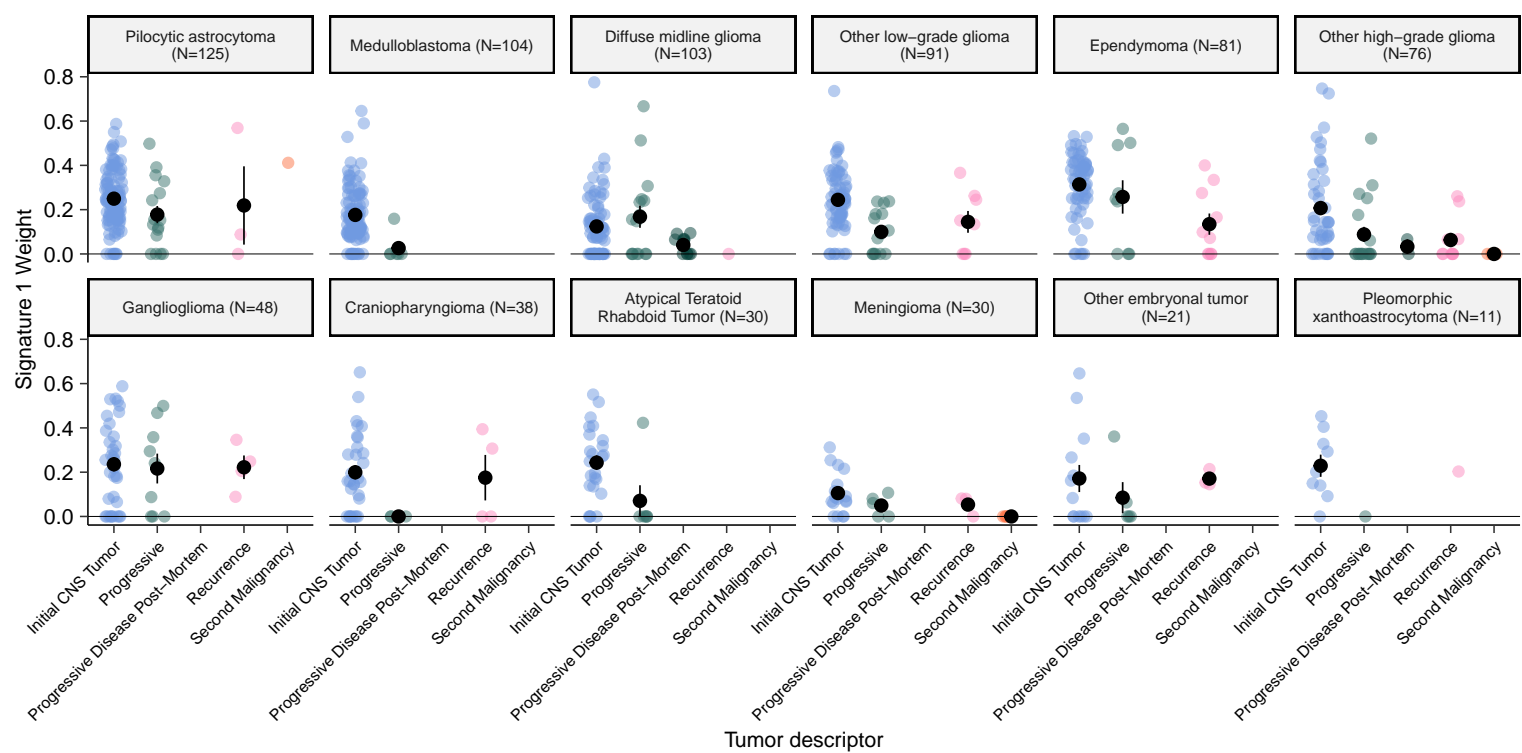 Pilocytic astrocytoma
(N=125)
Medulloblastoma (N=104)
Diffuse midline glioma
(N=103)
Other low−grade glioma
(N=91)
Ependymoma (N=81)
Other high−grade glioma
(N=76)
0.8
0.6
0.4
0.2
0.0
Signature 1 Weight
Ganglioglioma (N=48)
Craniopharyngioma (N=38)
Atypical Teratoid
Rhabdoid Tumor (N=30)
Meningioma (N=30)
Other embryonal tumor
(N=21)
Pleomorphic
xanthoastrocytoma (N=11)
0.8
0.6
0.4
0.2
0.0
Initial CNS Tumor
Progressive
Progressive Disease Post−Mortem
Recurrence
Second Malignancy
Initial CNS Tumor
Progressive
Progressive Disease Post−Mortem
Recurrence
Second Malignancy
Initial CNS Tumor
Progressive
Progressive Disease Post−Mortem
Recurrence
Second Malignancy
Initial CNS Tumor
Progressive
Progressive Disease Post−Mortem
Recurrence
Second Malignancy
Initial CNS Tumor
Progressive
Progressive Disease Post−Mortem
Recurrence
Second Malignancy
Initial CNS Tumor
Progressive
Progressive Disease Post−Mortem
Recurrence
Second Malignancy
Tumor descriptor